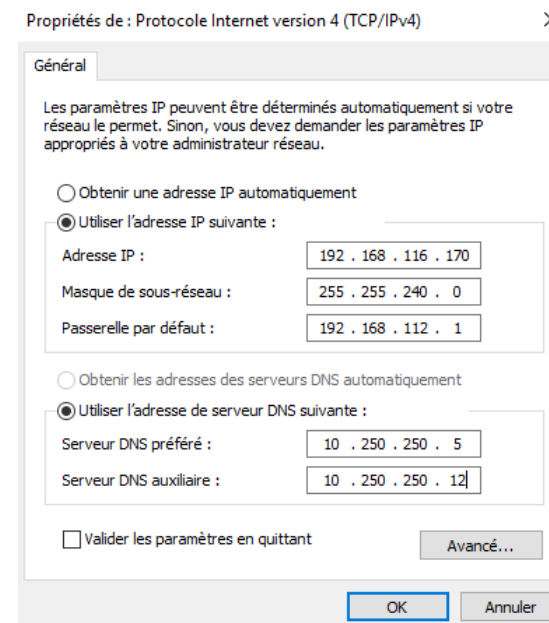 Propriétés de : Protocole Internet version 4 (TCP/IPv4)
Général
Les paramètres IP peuvent être déterminés automatiquement si votre
réseau le permet. Sinon, vous devez demander les paramètres IP
appropriés à votre administrateur réseau.
Obtenir une adresse IP automatiquement
Utiliser l'adresse IP suivante :
Adresse IP : 192 . 168 . 116 . 170
Masque de sous-réseau : 255 . 255 . 240 . 0
Passerelle par défaut : 192 . 168 . 112 . 1
Obtenir les adresses des serveurs DNS automatiquement
Utiliser l'adresse de serveur DNS suivante :
Serveur DNS préféré : 10 . 250 . 250 . 5
Serveur DNS auxiliaire : 10 . 250 . 250 . 12
Valider les paramètres en quittant
Avancé...
OK Annuler